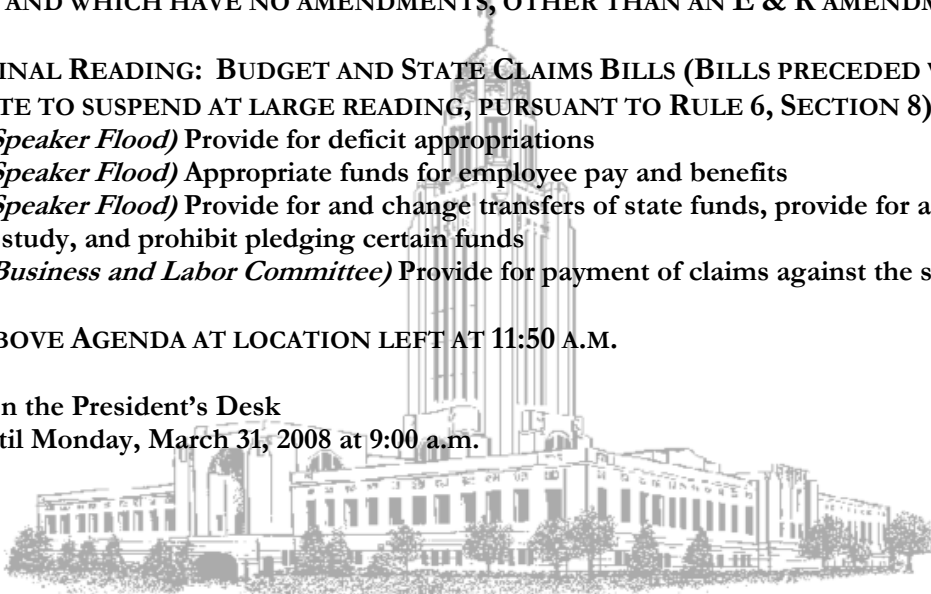 AND WHICH HAVE NO AMENDMENTS, OTHER THAN AN E & R
INAL READING: BUDGET AND STATE CLAIMS BILLS (BILLS PRECEDED
TE TO SUSPEND AT LARGE READING, PURSUANT TO RULE 6, SECTION 8)
Speaker Flood) Provide for deficit appropriations
Speaker Flood) Appropriate funds for employee pay and benefits
Speaker Flood) Provide for and change transfers of state funds, provide for a
study, and prohibit pledging certain funds
Business and Labor Committee) Provide for payment of claims against the s
BOVE AGENDA AT LOCATION LEFT AT 11:50 A.M.
n the President's Desk
til Monday, March 31, 2008 at 9:00 a.m.